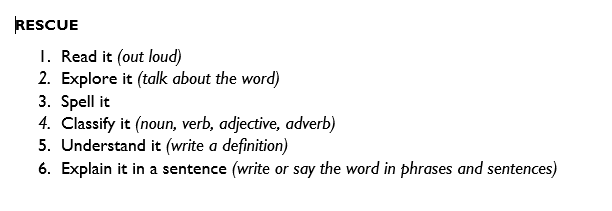 RESCUE
1. Read it (out loud)
2. Explore it (talk about the word)
3. Spell it
4. Classify it (noun, verb, adjective, adverb)
5. Understand it (write a definition)
6. Explain it in a sentence (write or say the word in phrases and sentences)